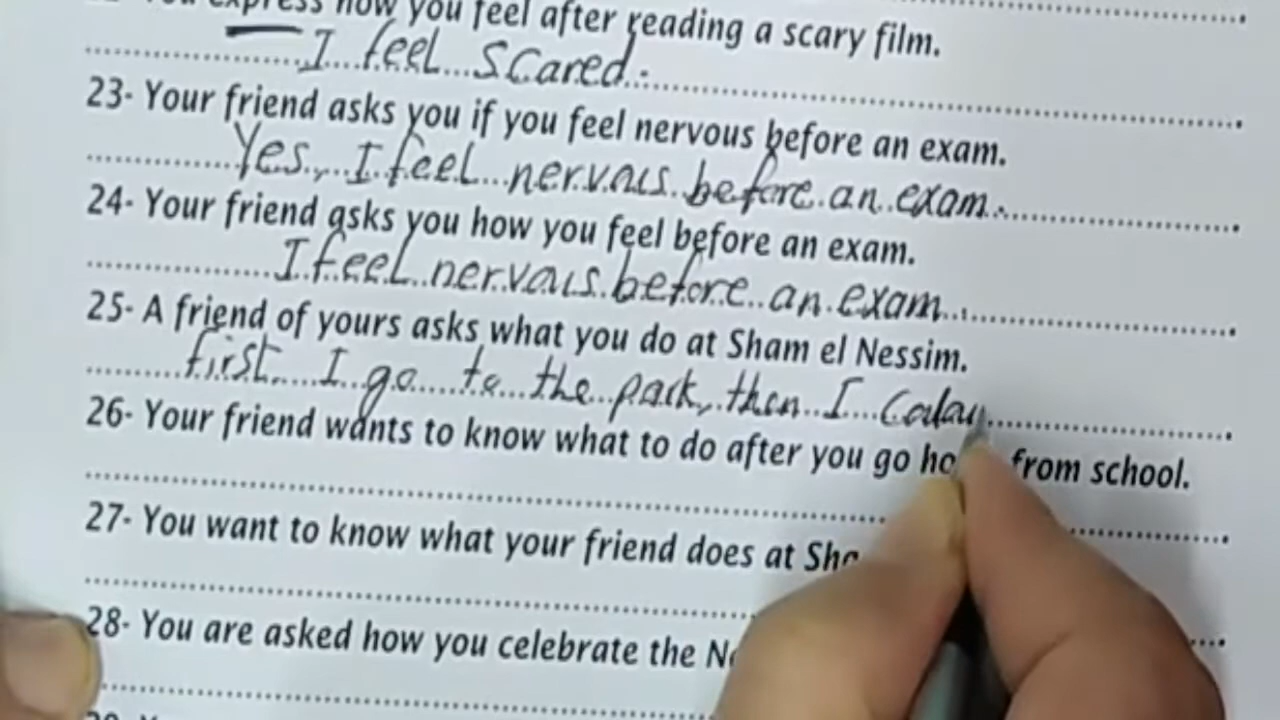 express how you feel after reading a scary film.
I feel scared.
23- Your friend asks you if you feel nervous before an exam.
Yes, I feel nervous before an exam.
24- Your friend asks you how you feel before an exam.
I feel nervous before an exam.
25- A friend of yours asks what you do at Sham el Nessim.
first, I go to the park, then I
26- Your friend wants to know what to do after you go from school.
27- You want to know what your friend does at
28- You are asked how you celebrate the